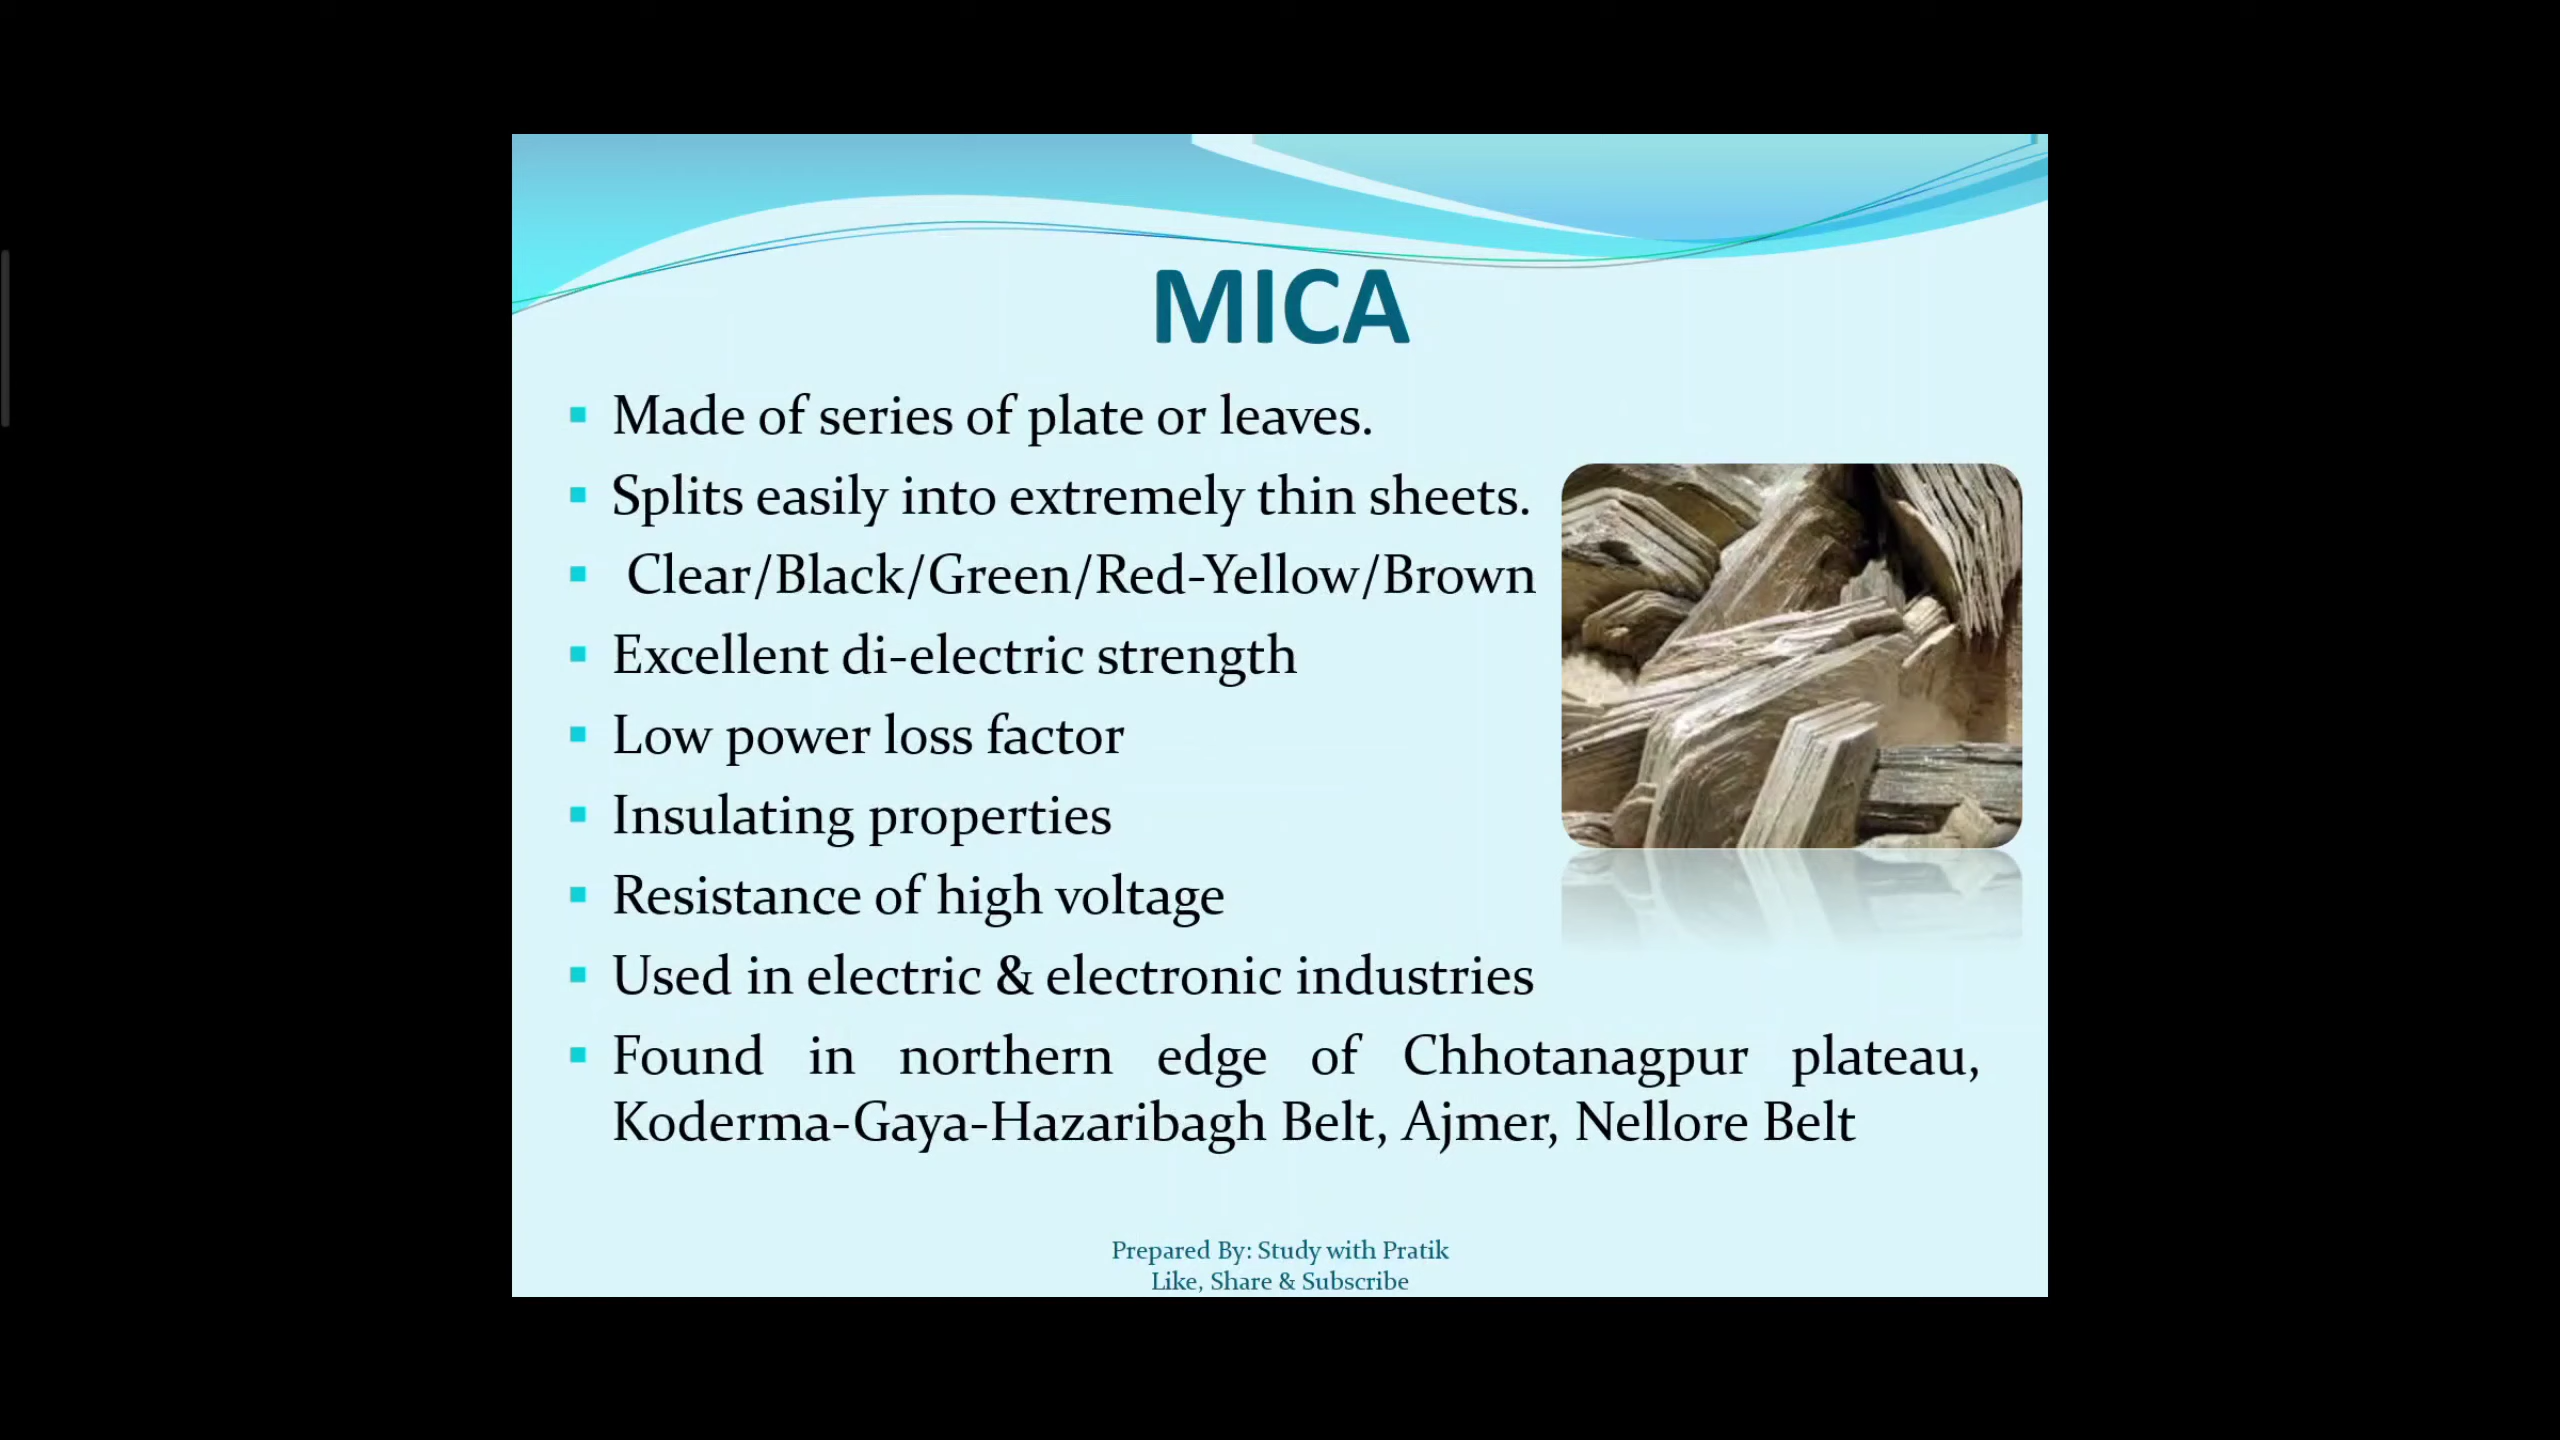 MICA
Made of series of plate or leaves.
Splits easily into extremely thin sheets.
Clear/Black/Green/Red-Yellow/Brown
Excellent di-electric strength
Low power loss factor
Insulating properties
Resistance of high voltage
Used in electric & electronic industries
Found in northern edge of Chhotanagpur plateau,
Koderma-Gaya-Hazaribagh Belt, Ajmer, Nellore Belt
Prepared By: Study with Pratik
Like, Share & Subscribe